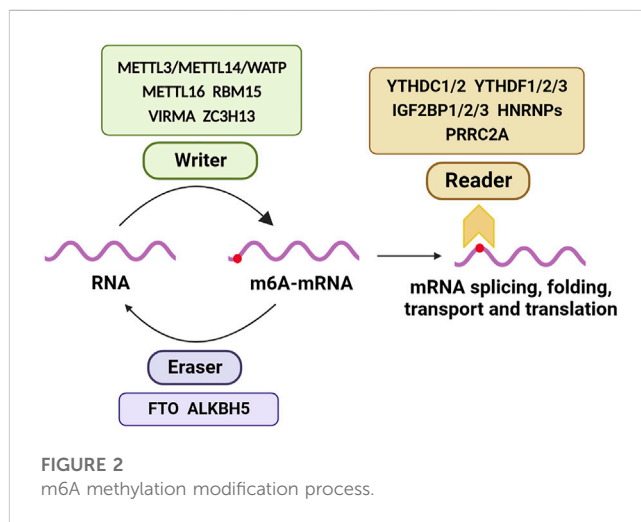 METTL3/METTL14/WATP
METTL16 RBM15
VIRMA ZC3H13
Writer
YTHDC1/2 YTHDF1/2/3
IGF2BP1/2/3 HNRNPs
PRRC2A
Reader
RNA
m6A-mRNA
mRNA splicing, folding,
transport and translation
Eraser
FTO ALKBH5
FIGURE 2
m6A methylation modification process.